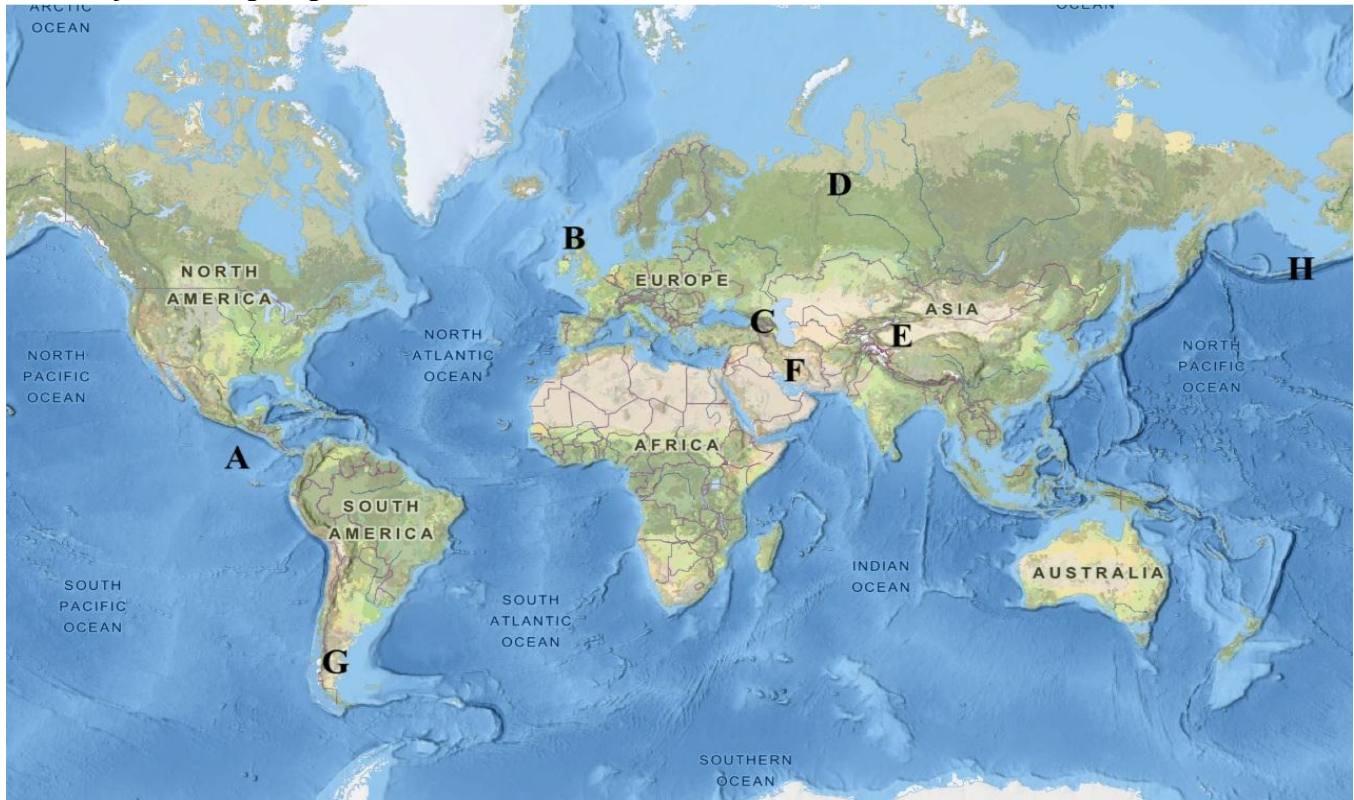 ARCTIC
OCEAN
OCEAN
D
B
NORTH
AMERICA
EUROPE
H
ASIA
C
E
NORTH
ATLANTIC
OCEAN
NORTH
PACIFIC
OCEAN
NORTH
PACIFIC
OCEAN
F
AFRICA
A
SOUTH
AMERICA
INDIAN
OCEAN
AUSTRALIA
SOUTH
PACIFIC
OCEAN
SOUTH
ATLANTIC
OCEAN
G
SOUTHERN
OCEAN